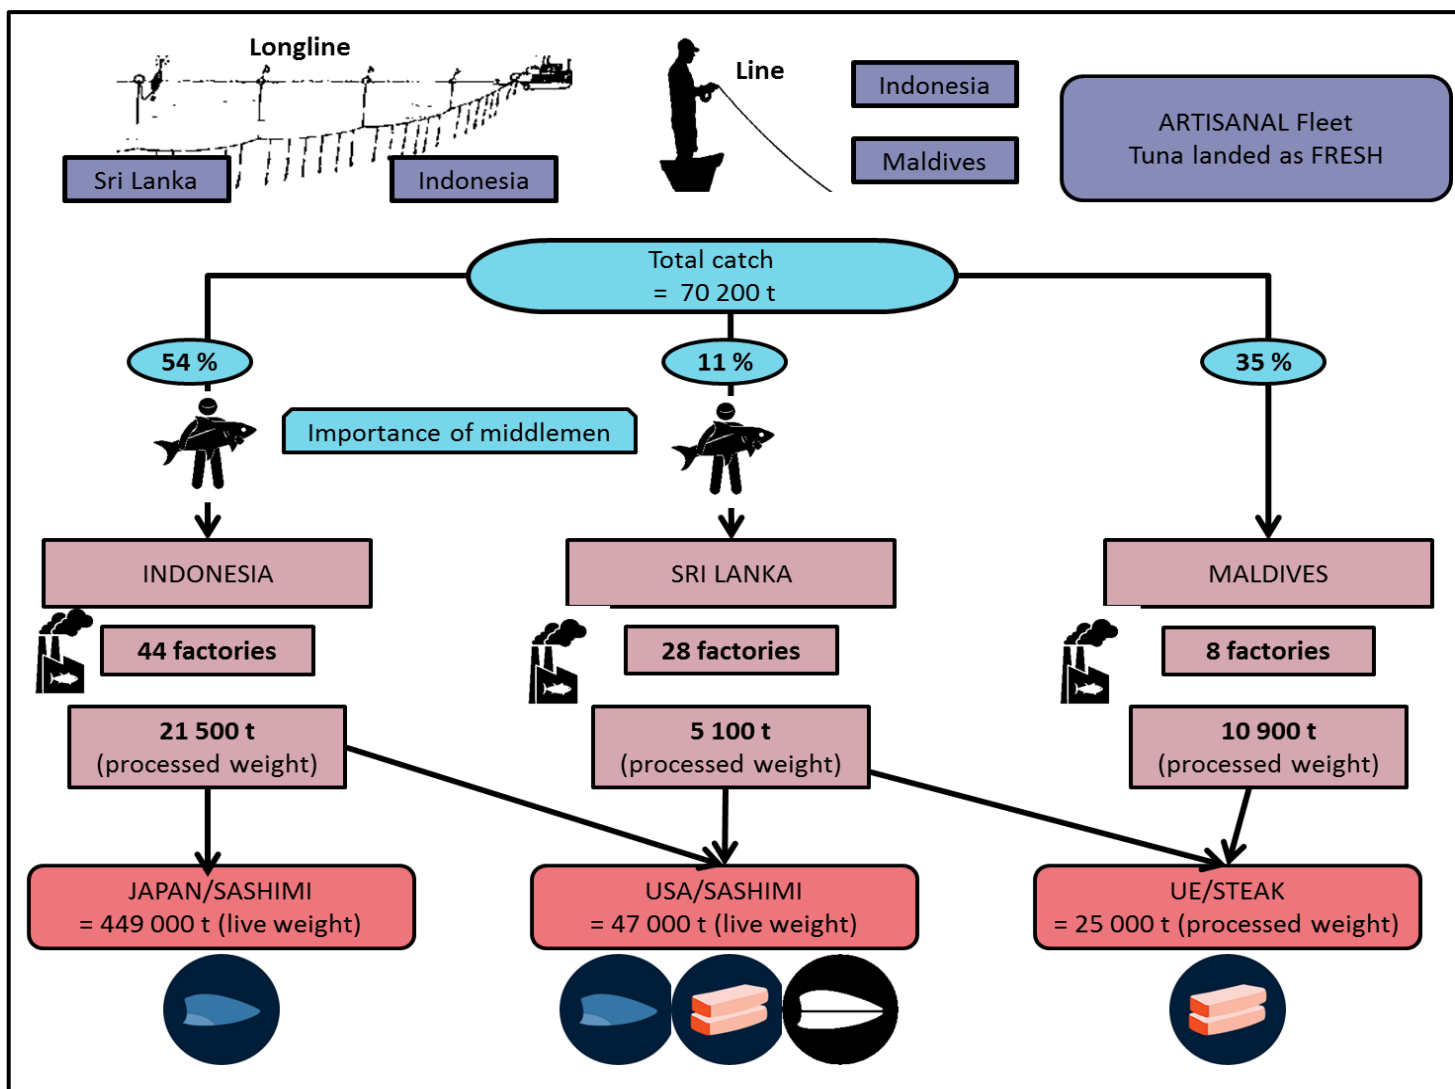 Longline
Line
Indonesia
Maldives
ARTISANAL Fleet
Tuna landed as FRESH
Sri Lanka
Indonesia
Total catch
= 70 200 t
54 %
11 %
35 %
Importance of middlemen
INDONESIA
SRI LANKA
MALDIVES
44 factories
28 factories
8 factories
21 500 t
(processed weight)
5 100 t
(processed weight)
10 900 t
(processed weight)
JAPAN/SASHIMI
= 449 000 t (live weight)
USA/SASHIMI
= 47 000 t (live weight)
UE/STEAK
= 25 000 t (processed weight)